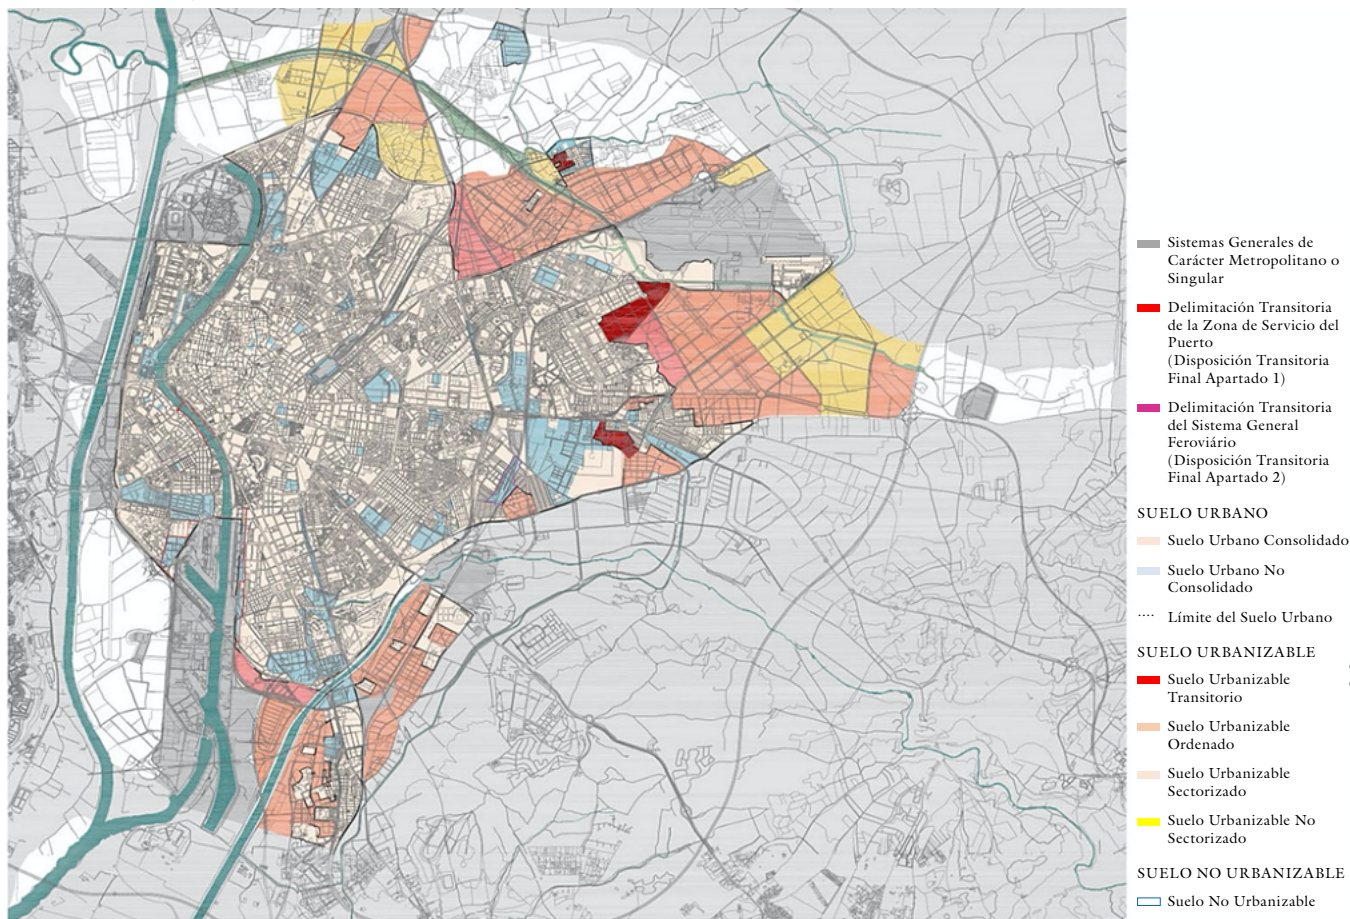 Sistemas Generales de
Carácter Metropolitano o
Singular
Delimitación Transitoria
de la Zona de Servicio del
Puerto
(Disposición Transitoria
Final Apartado 1)
Delimitación Transitoria
del Sistema General
Feroviário
(Disposición Transitoria
Final Apartado 2)
SUELO URBANO
Suelo Urbano Consolidado
Suelo Urbano No
Consolidado
Límite del Suelo Urbano
SUELO URBANIZABLE
Suelo Urbanizable
Transitorio
Suelo Urbanizable
Ordenado
Suelo Urbanizable
Sectorizado
Suelo Urbanizable No
Sectorizado
SUELO NO URBANIZABLE
Suelo No Urbanizable